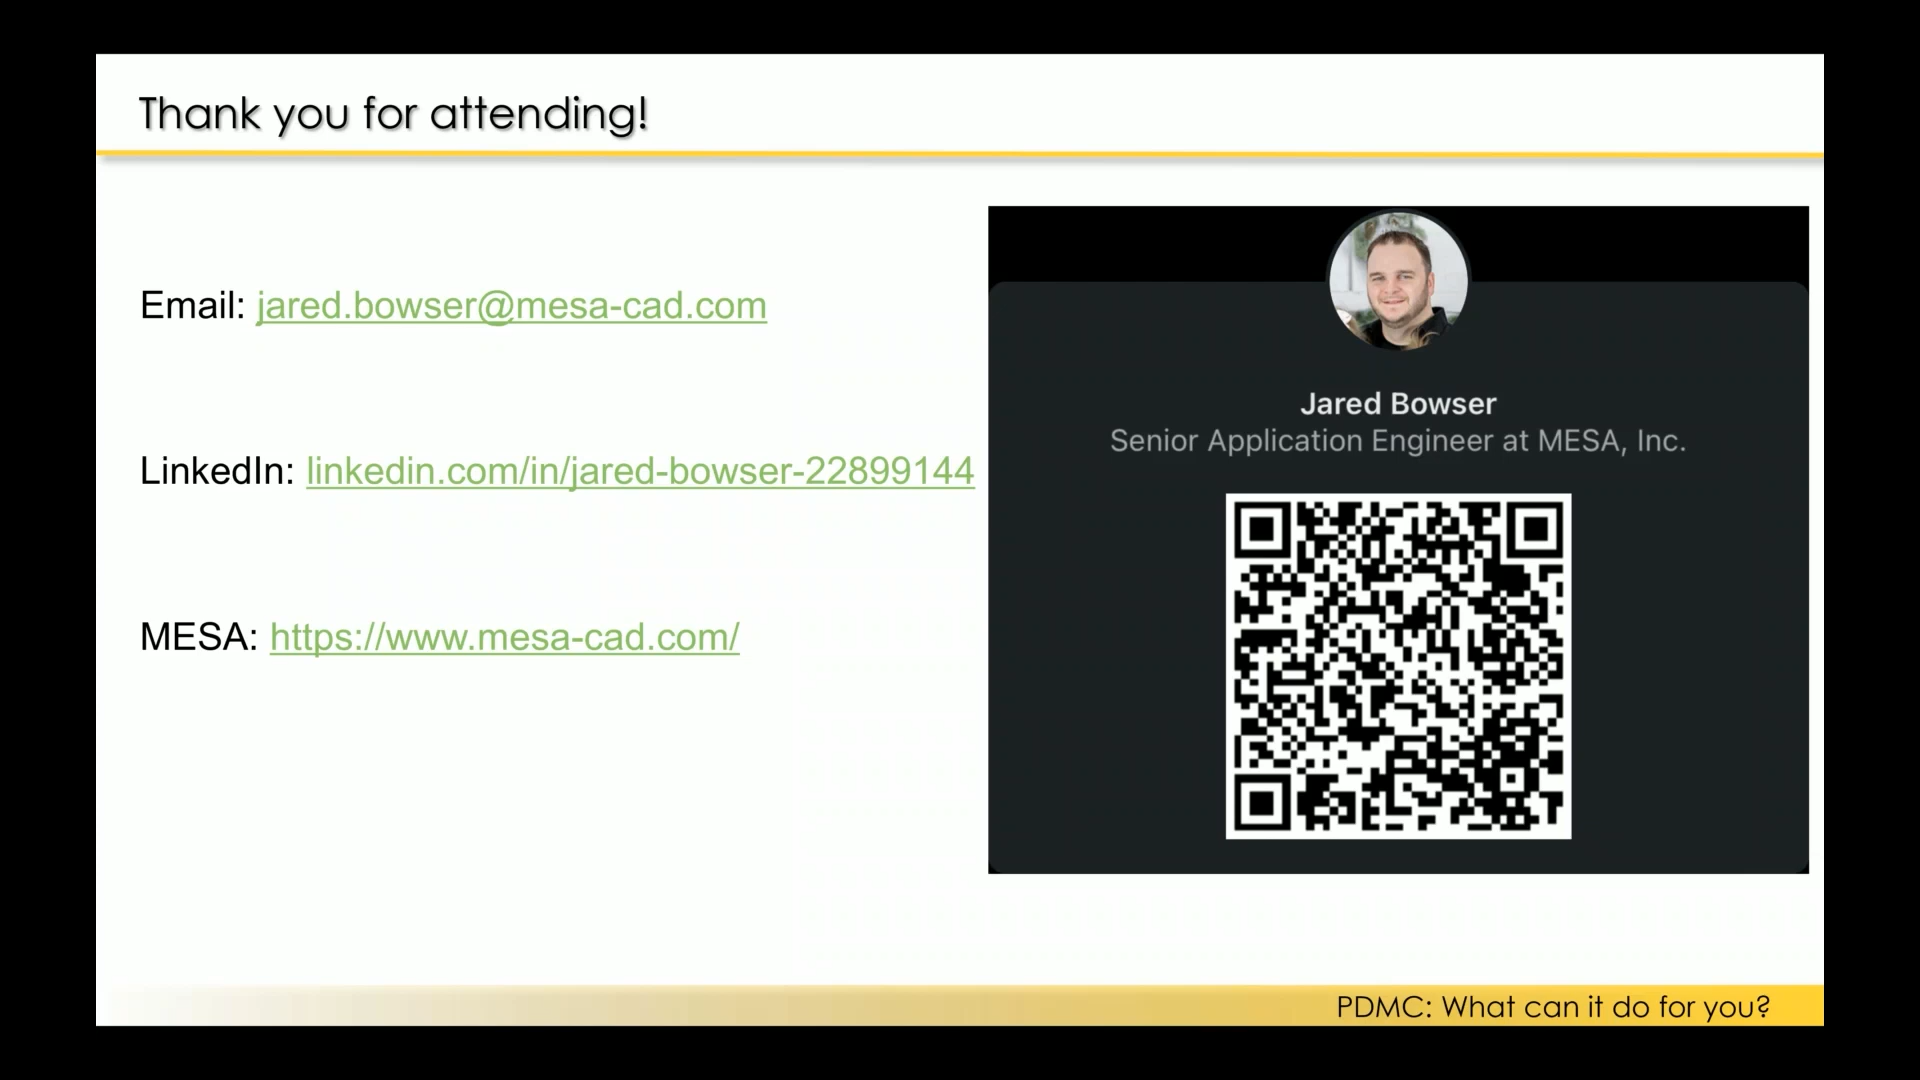 Thank you for attending!
Email: jared.bowser@mesa-cad.com
LinkedIn: linkedin.com/in/jared-bowser-22899144
MESA: https://www.mesa-cad.com/
Jared Bowser
Senior Application Engineer at MESA, Inc.
PDMC: What can it do for you?